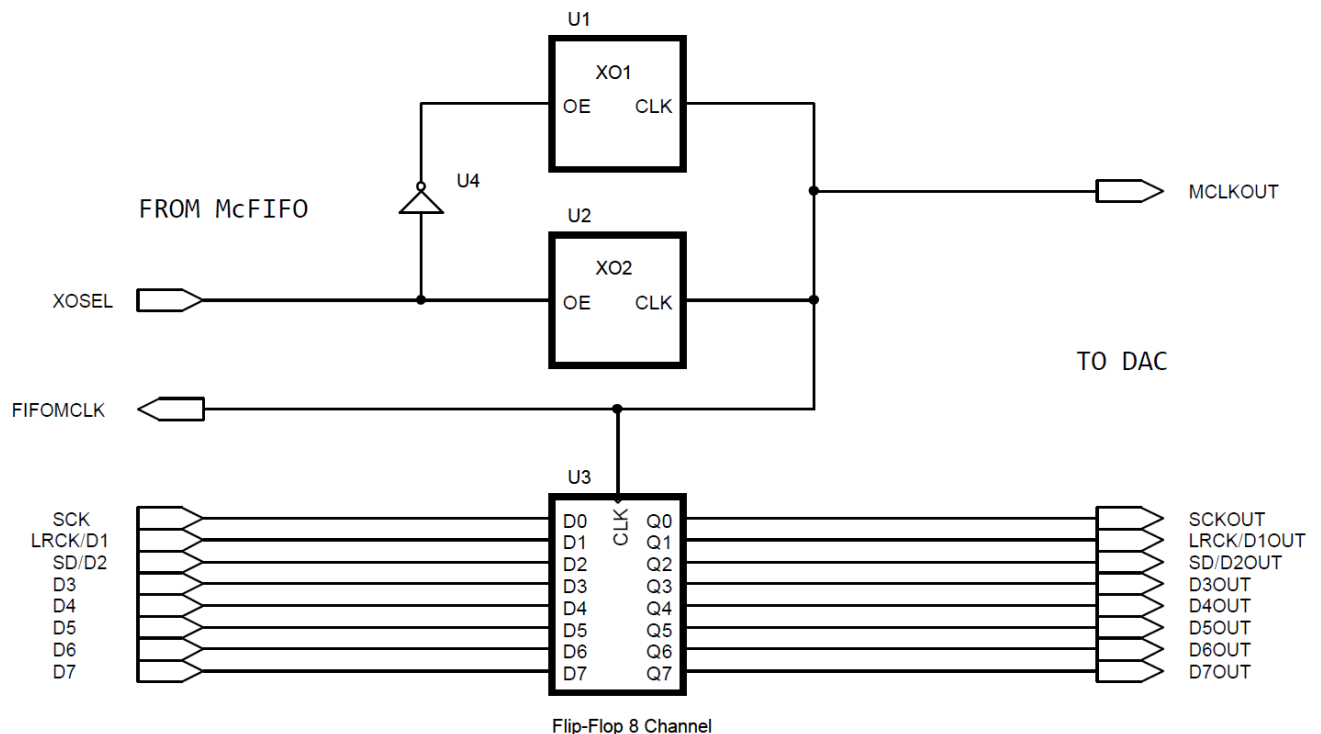 U1
XO1
OE CLK
U4
FROM McFIFO
MCLKOUT
U2
XO2
XOSEL
OE CLK
TO DAC
FIFOMCLK
U3
CLK
SCK D0 Q0 SCKOUT
LRCK/D1 D1 Q1 LRCK/D1OUT
SD/D2 D2 Q2 SD/D2OUT
D3 D3 Q3 D3OUT
D4 D4 Q4 D4OUT
D5 D5 Q5 D5OUT
D6 D6 Q6 D6OUT
D7 D7 Q7 D7OUT
Flip-Flop 8 Channel